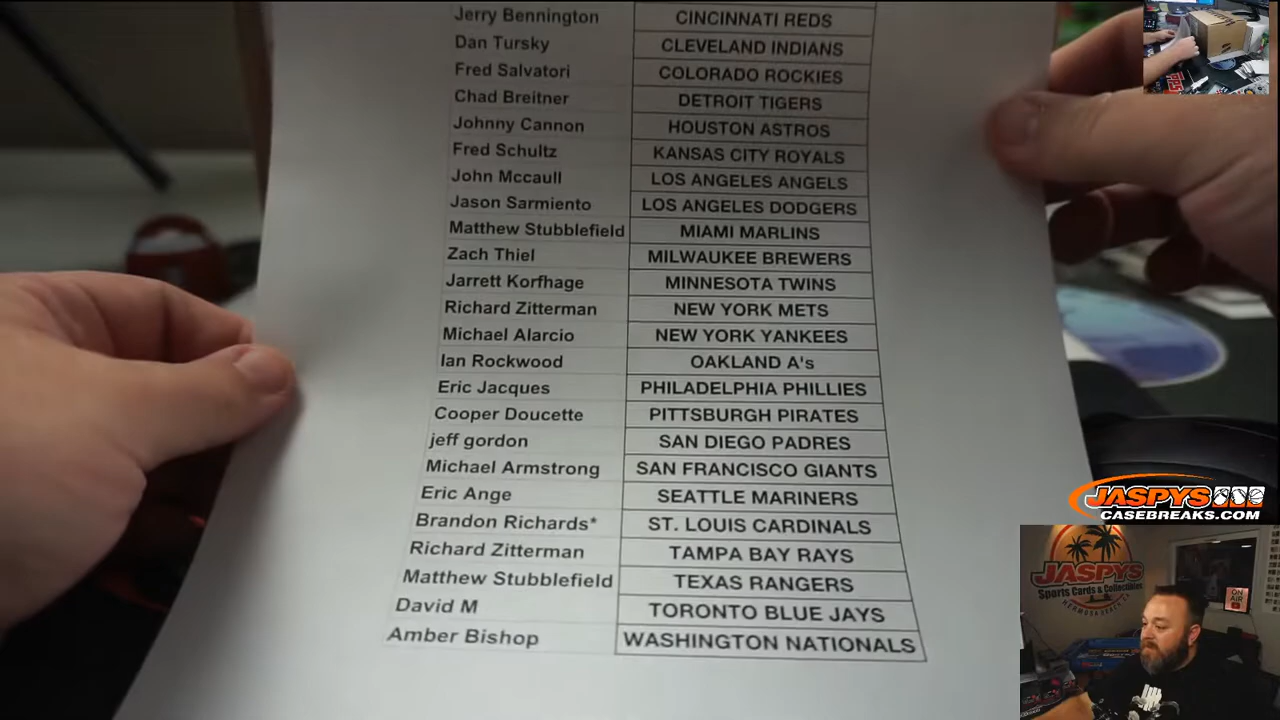 Jerry Bennington CINCINNATI REDS
Dan Tursky CLEVELAND INDIANS
Fred Salvatori COLORADO ROCKIES
Chad Breitner DETROIT TIGERS
Johnny Cannon HOUSTON ASTROS
Fred Schultz KANSAS CITY ROYALS
John Mccaull LOS ANGELES ANGELS
Jason Sarmiento LOS ANGELES DODGERS
Matthew Stubblefield MIAMI MARLINS
Zach Thiel MILWAUKEE BREWERS
Jarrett Korfhage MINNESOTA TWINS
Richard Zitterman NEW YORK METS
Michael Alarcio NEW YORK YANKEES
Ian Rockwood OAKLAND A's
Eric Jacques PHILADELPHIA PHILLIES
Cooper Doucette PITTSBURGH PIRATES
jeff gordon SAN DIEGO PADRES
Michael Armstrong SAN FRANCISCO GIANTS
Eric Ange SEATTLE MARINERS
Brandon Richards* ST. LOUIS CARDINALS
Richard Zitterman TAMPA BAY RAYS
Matthew Stubblefield TEXAS RANGERS
David M TORONTO BLUE JAYS
Amber Bishop WASHINGTON NATIONALS
JASPYS
CASEBREAKS.COM
JASPYS
Sports Cards & Collectibles
HERMOSA BEACH, CA
ON
AIR